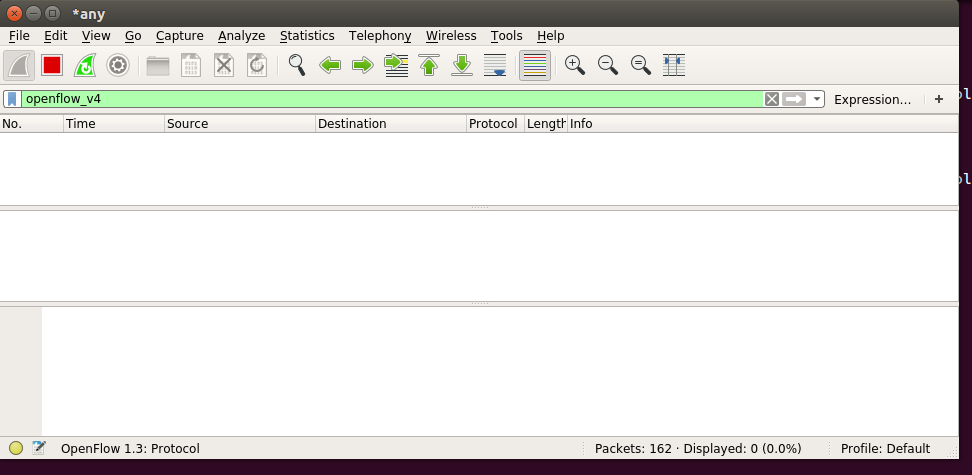 *any
File Edit View Go Capture Analyze Statistics Telephony Wireless Tools Help
openflow_v4 Expression... +
No. Time Source Destination Protocol Length Info
OpenFlow 1.3: Protocol Packets: 162 · Displayed: 0 (0.0%) Profile: Default